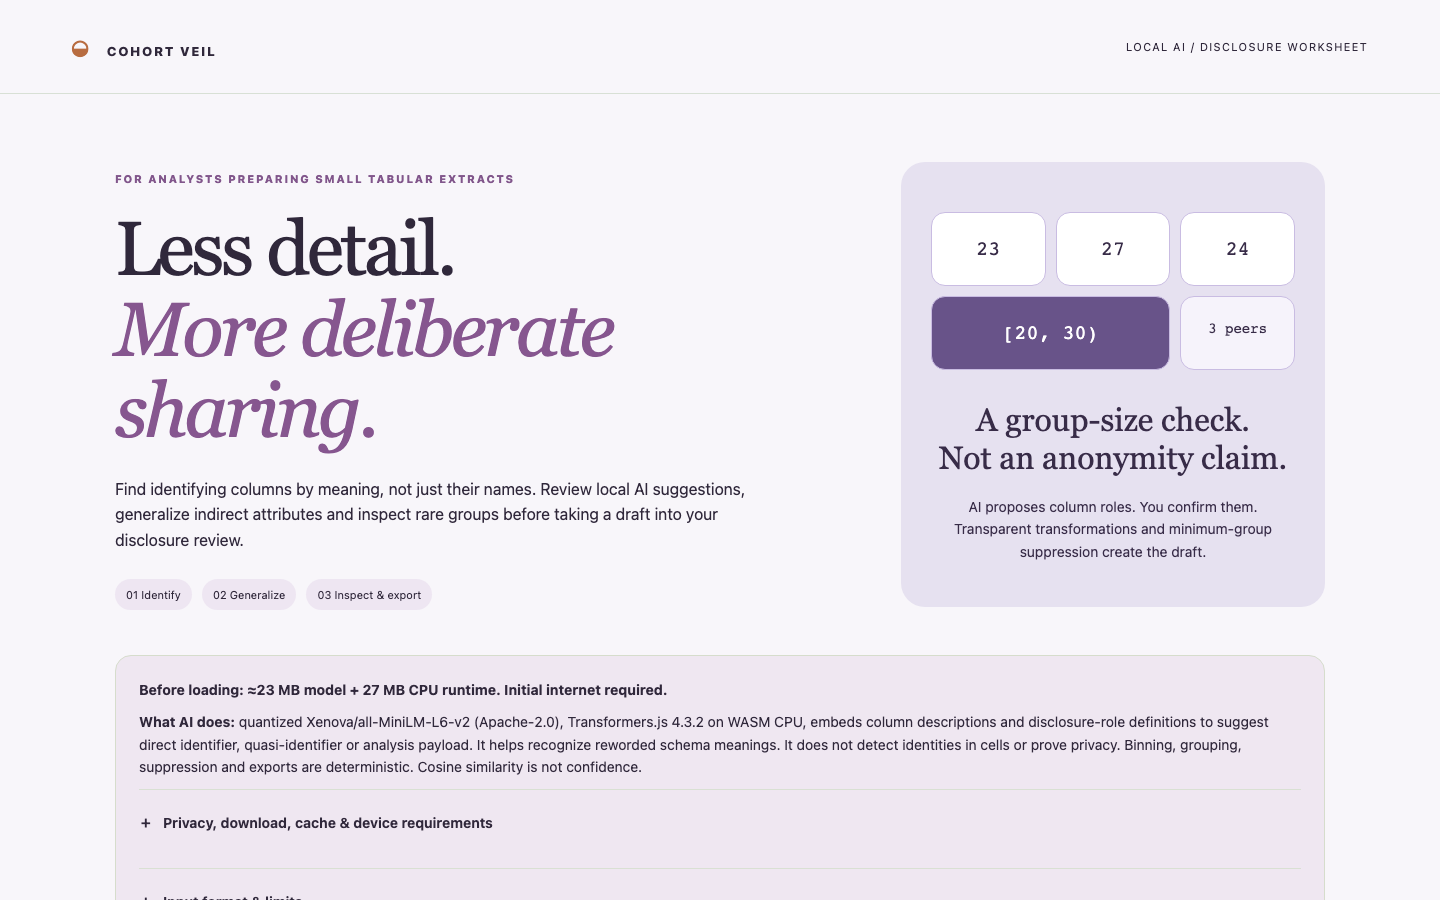 COHORT VEIL
LOCAL AI / DISCLOSURE WORKSHEET
FOR ANALYSTS PREPARING SMALL TABULAR EXTRACTS
Less detail.
More deliberate
sharing.
Find identifying columns by meaning, not just their names. Review local AI suggestions,
generalize indirect attributes and inspect rare groups before taking a draft into your
disclosure review.
01 Identify
02 Generalize
03 Inspect & export
23
27
24
[20, 30)
3 peers
A group-size check.
Not an anonymity claim.
AI proposes column roles. You confirm them.
Transparent transformations and minimum-group
suppression create the draft.
Before loading: ≈23 MB model + 27 MB CPU runtime. Initial internet required.
What AI does: quantized Xenova/all-MiniLM-L6-v2 (Apache-2.0), Transformers.js 4.3.2 on WASM CPU, embeds column descriptions and disclosure-role definitions to suggest
direct identifier, quasi-identifier or analysis payload. It helps recognize reworded schema meanings. It does not detect identities in cells or prove privacy. Binning, grouping,
suppression and exports are deterministic. Cosine similarity is not confidence.
+ Privacy, download, cache & device requirements
+ Input format & limits